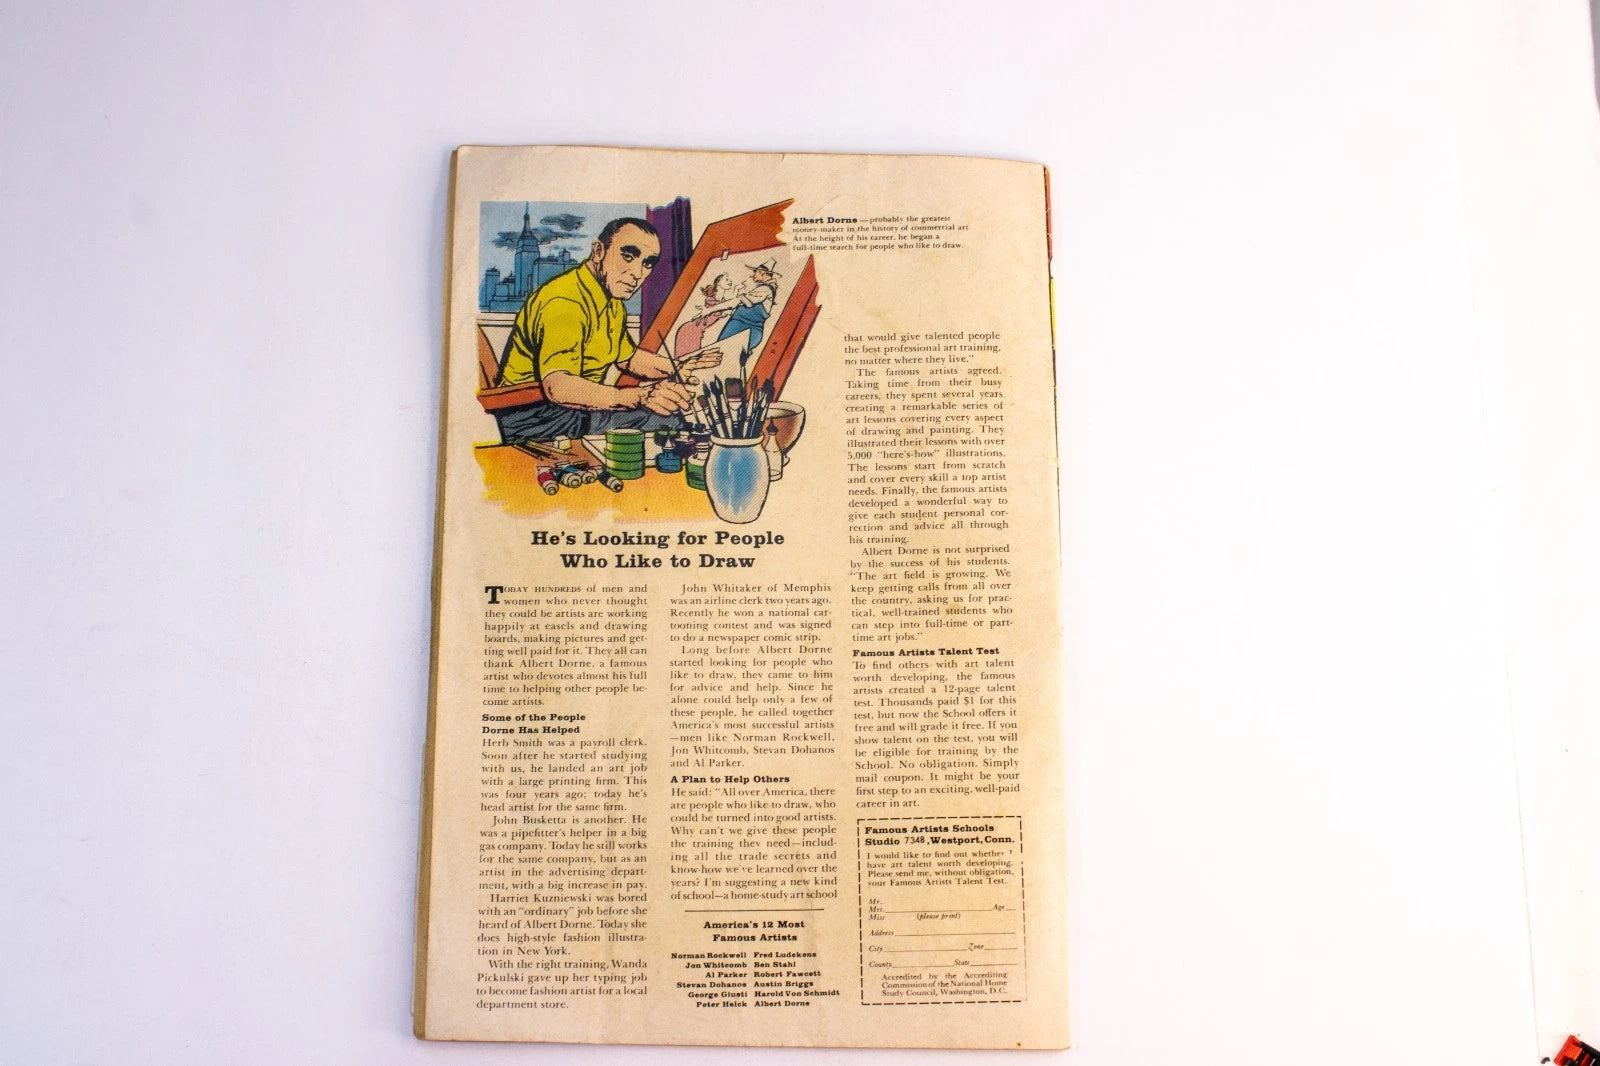 Albert Dorne — probably the greatest
money-maker in the history of commercial art.
At the height of his career, he began a
full-time search for people who like to draw.
He's Looking for People
Who Like to Draw
TODAY HUNDREDS of men and
women who never thought
they could be artists are working
happily at easels and drawing
boards, making pictures and get-
ting well paid for it. They all can
thank Albert Dorne, a famous
artist who devotes almost his full
time to helping other people be-
come artists.
Some of the People
Dorne Has Helped
Herb Smith was a payroll clerk.
Soon after he started studying
with us, he landed an art job
with a large printing firm. This
was four years ago; today he's
head artist for the same firm.
John Busketta is another. He
was a pipefitter's helper in a big
gas company. Today he still works
for the same company, but as an
artist in the advertising depart-
ment, with a big increase in pay.
Harriet Kuzniewski was bored
with an "ordinary" job before she
heard of Albert Dorne. Today she
does high-style fashion illustra-
tion in New York.
With the right training, Wanda
Pickulski gave up her typing job
to become fashion artist for a local
department store.
John Whitaker of Memphis
was an airline clerk two years ago.
Recently he won a national car-
tooning contest and was signed
to do a newspaper comic strip.
Long before Albert Dorne
started looking for people who
like to draw, they came to him
for advice and help. Since he
alone could help only a few of
these people, he called together
America's most successful artists
—men like Norman Rockwell,
Jon Whitcomb, Stevan Dohanos
and Al Parker.
A Plan to Help Others
He said: "All over America, there
are people who like to draw, who
could be turned into good artists.
Why can't we give these people
the training they need—includ-
ing all the trade secrets and
know-how we've learned over the
years? I'm suggesting a new kind
of school—a home-study art school
that would give talented people
the best professional art training,
no matter where they live."
The famous artists agreed.
Taking time from their busy
careers, they spent several years
creating a remarkable series of
art lessons covering every aspect
of drawing and painting. They
illustrated their lessons with over
5,000 "here's-how" illustrations.
The lessons start from scratch
and cover every skill a top artist
needs. Finally, the famous artists
developed a wonderful way to
give each student personal cor-
rection and advice all through
his training.
Albert Dorne is not surprised
by the success of his students.
"The art field is growing. We
keep getting calls from all over
the country, asking us for prac-
tical, well-trained students who
can step into full-time or part-
time art jobs."
Famous Artists Talent Test
To find others with art talent
worth developing, the famous
artists created a 12-page talent
test. Thousands paid $1 for this
test, but now the School offers it
free and will grade it free. If you
show talent on the test, you will
be eligible for training by the
School. No obligation. Simply
mail coupon. It might be your
first step to an exciting, well-paid
career in art.
America's 12 Most
Famous Artists
Norman Rockwell Fred Ludekens
Jon Whitcomb Ben Stahl
Al Parker Robert Fawcett
Stevan Dohanos Austin Briggs
George Giusti Harold Von Schmidt
Peter Helck Albert Dorne
Famous Artists Schools
Studio 7348, Westport, Conn.
I would like to find out whether I
have art talent worth developing.
Please send me, without obligation,
your Famous Artists Talent Test.
Mr.
Mrs. Age
Miss (please print)
Address
City Zone
County State
Accredited by the Accrediting
Commission of the National Home
Study Council, Washington, D.C.